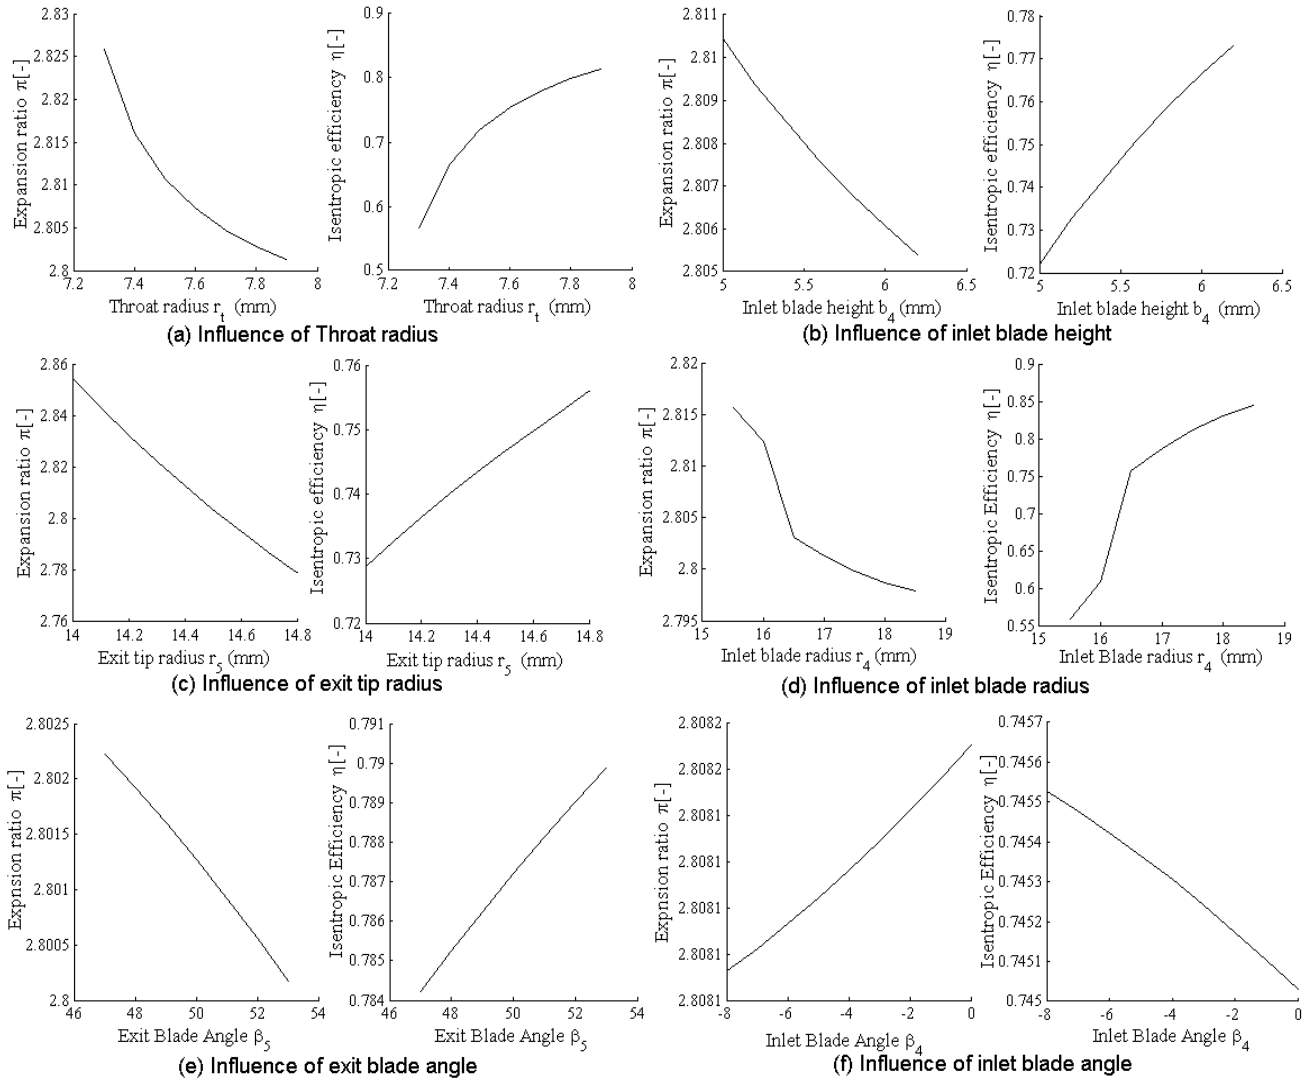 2.83
2.825
2.82
2.815
2.81
2.805
2.8
7.2 7.4 7.6 7.8 8
Expansion ratio π[-]
Throat radius rt (mm)
0.9
0.8
0.7
0.6
0.5
7.2 7.4 7.6 7.8 8
Isentropic efficiency η[-]
Throat radius rt (mm)
(a) Influence of Throat radius
2.811
2.81
2.809
2.808
2.807
2.806
2.805
5 5.5 6 6.5
Expansion ratio π[-]
Inlet blade height b4 (mm)
0.78
0.77
0.76
0.75
0.74
0.73
0.72
5 5.5 6 6.5
Isentropic efficiency η[-]
Inlet blade height b4 (mm)
(b) Influence of inlet blade height
2.86
2.84
2.82
2.8
2.78
2.76
14 14.2 14.4 14.6 14.8
Expansion ratio π[-]
Exit tip radius r5 (mm)
0.76
0.75
0.74
0.73
0.72
14 14.2 14.4 14.6 14.8
Isentropic efficiency η[-]
Exit tip radius r5 (mm)
(c) Influence of exit tip radius
2.82
2.815
2.81
2.805
2.8
2.795
15 16 17 18 19
Expansion ratio π[-]
Inlet blade radius r4 (mm)
0.9
0.85
0.8
0.75
0.7
0.65
0.6
0.55
15 16 17 18 19
Isentropic Efficiency η[-]
Inlet Blade radius r4 (mm)
(d) Influence of inlet blade radius
2.8025
2.802
2.8015
2.801
2.8005
2.8
46 48 50 52 54
Expnsion ratio π[-]
Exit Blade Angle β5
0.791
0.79
0.789
0.788
0.787
0.786
0.785
0.784
46 48 50 52 54
Isentropic Efficiency η[-]
Exit Blade Angle β5
(e) Influence of exit blade angle
2.8082
2.8082
2.8081
2.8081
2.8081
2.8081
2.8081
-8 -6 -4 -2 0
Expnsion ratio π[-]
Inlet Blade Angle β4
0.7457
0.7456
0.7455
0.7454
0.7453
0.7452
0.7451
0.745
-8 -6 -4 -2 0
Isentropic Efficiency η[-]
Inlet Blade Angle β4
(f) Influence of inlet blade angle